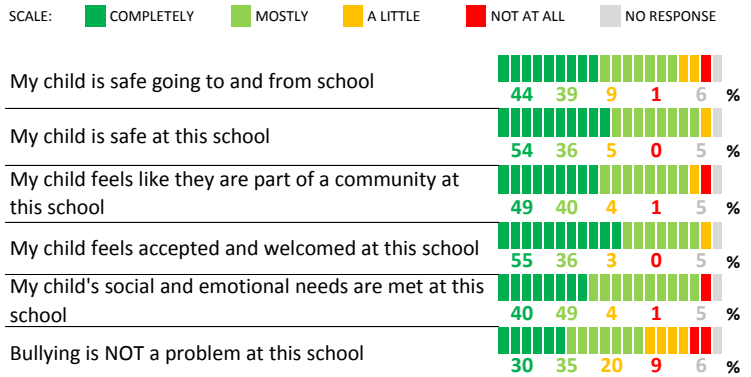 SCALE: COMPLETELY MOSTLY A LITTLE NOT AT ALL NO RESPONSE
My child is safe going to and from school
44 39 9 1 6 %
My child is safe at this school
54 36 5 0 5 %
My child feels like they are part of a community at
this school
49 40 4 1 5 %
My child feels accepted and welcomed at this school
55 36 3 0 5 %
My child's social and emotional needs are met at this
school
40 49 4 1 5 %
Bullying is NOT a problem at this school
30 35 20 9 6 %